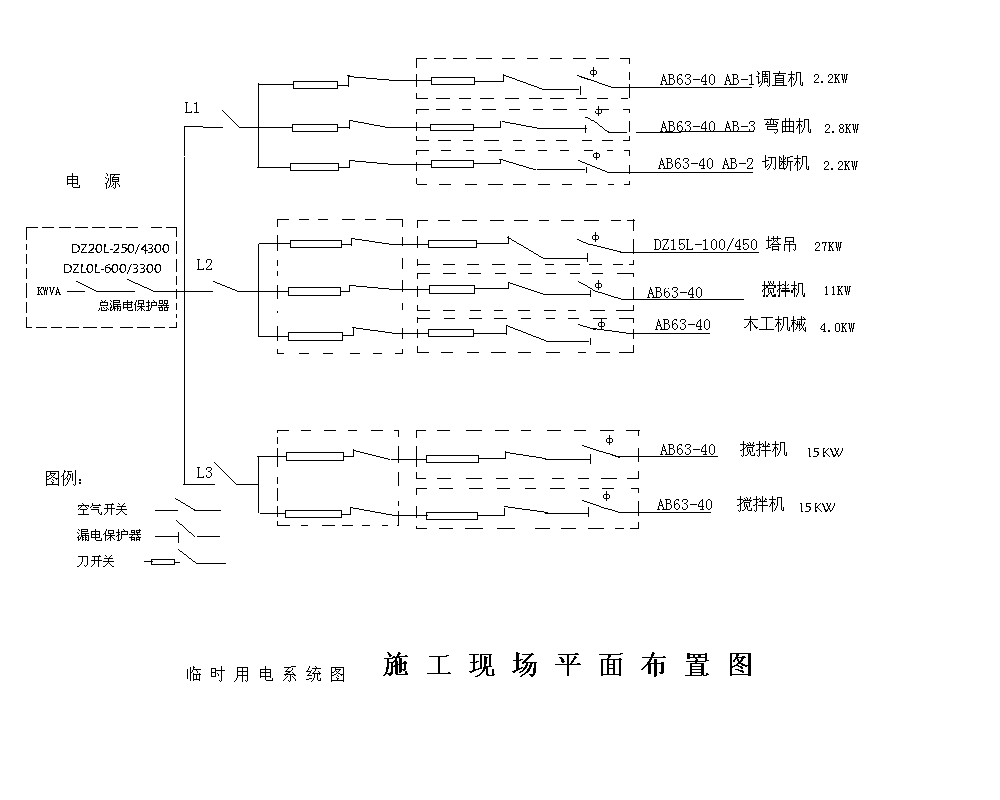 AB63-40 AB-1调直机 2.2KW
L1
AB63-40 AB-3 弯曲机 2.8KW
AB63-40 AB-2 切断机 2.2KW
电 源
DZ20L-250/4300
DZL0L-600/3300
KWVA
总漏电保护器
L2
DZ15L-100/450 塔吊 27KW
AB63-40 搅拌机 11KW
AB63-40 木工机械 4.0KW
L3
AB63-40 搅拌机 15KW
AB63-40 搅拌机 15KW
图例:
空气开关
漏电保护器
刀开关
临时用电系统图 施工现场平面布置图